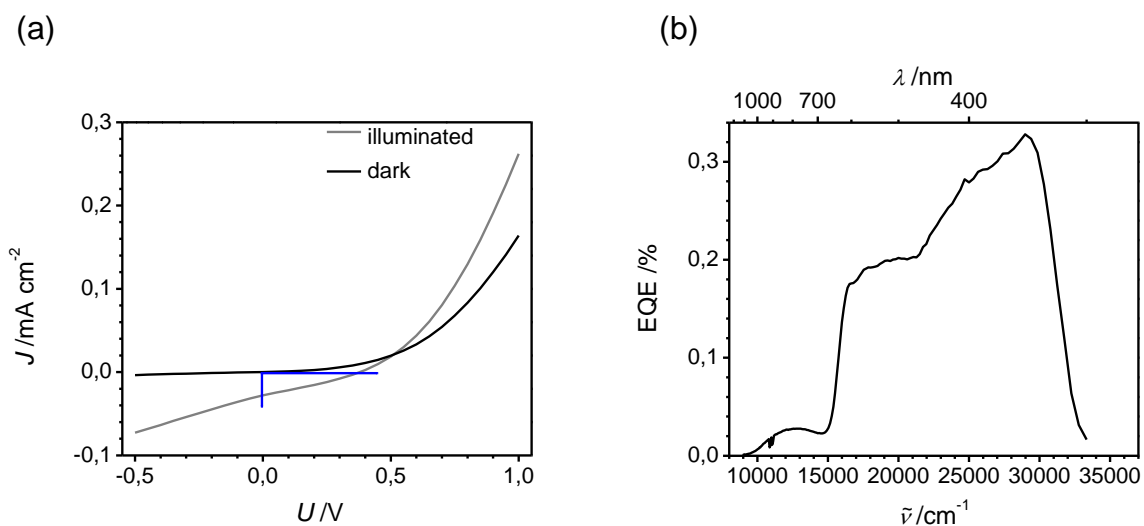 (a)
0,3
0,2
0,1
0,0
-0,1
J /mA cm-2
-0,5
0,0
0,5
1,0
U /V
illuminated
dark
(b)
λ /nm
1000 700 400
0,3
0,2
0,1
0,0
EQE /%
10000 15000 20000 25000 30000 35000
ṽ /cm-1